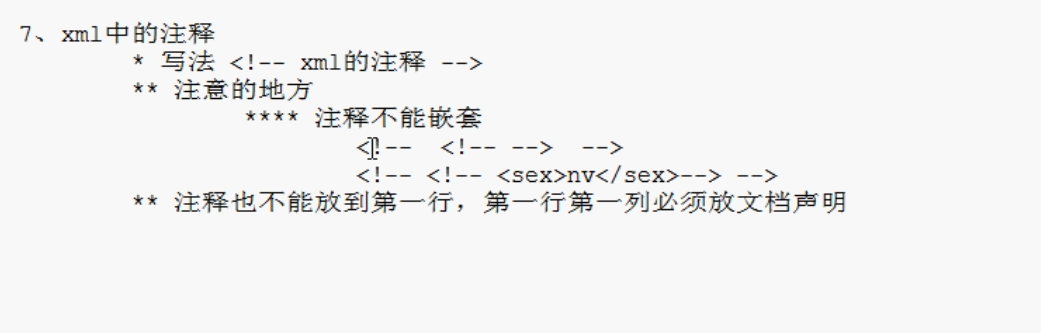 7、xml中的注释
* 写法 <!-- xml的注释 -->
** 注意的地方
**** 注释不能嵌套
<!--  <!-- -->  -->
<!-- <!-- <sex>nv</sex>--> -->
** 注释也不能放到第一行，第一行第一列必须放文档声明